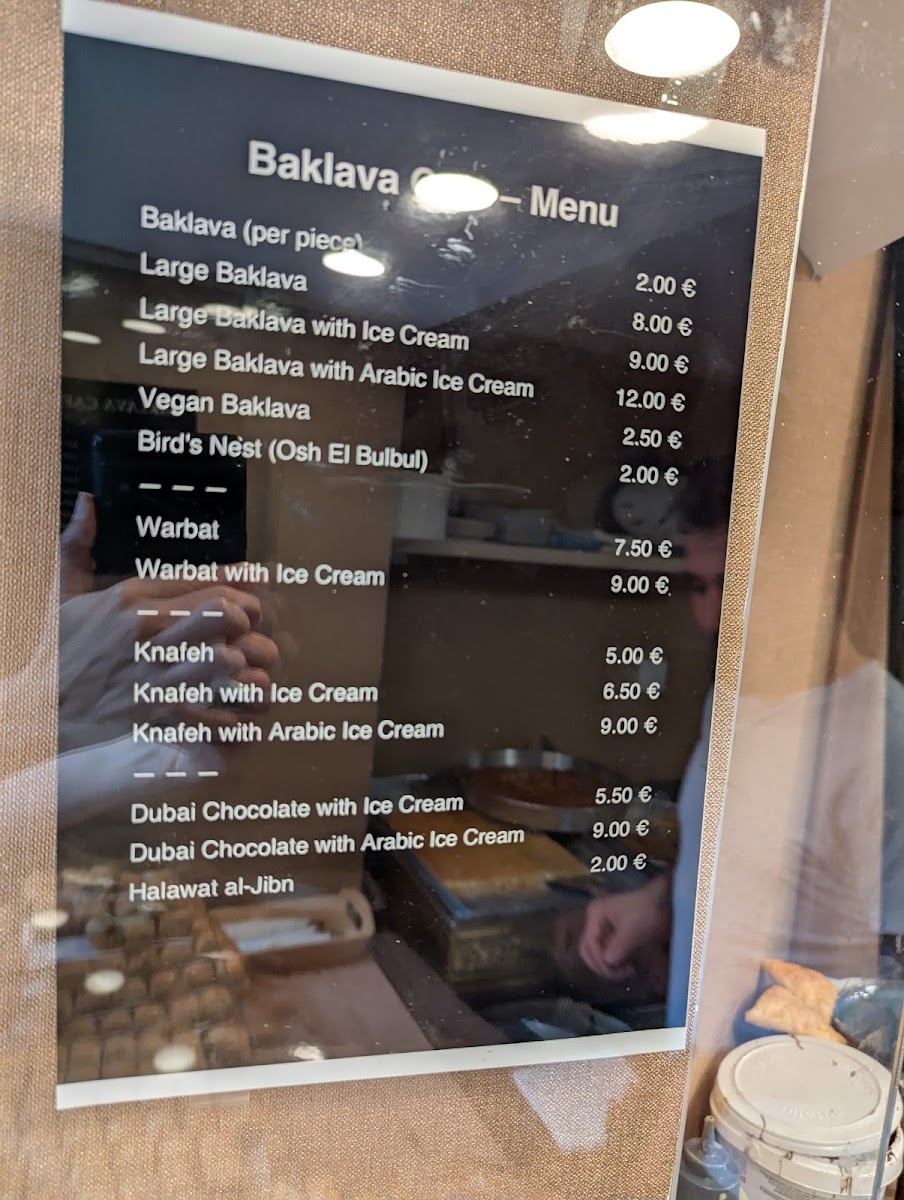 Baklava – Menu
Baklava (per piece) 2.00 €
Large Baklava 8.00 €
Large Baklava with Ice Cream 9.00 €
Large Baklava with Arabic Ice Cream 12.00 €
Vegan Baklava 2.50 €
Bird's Nest (Osh El Bulbul) 2.00 €
– – –
Warbat 7.50 €
Warbat with Ice Cream 9.00 €
– – –
Knafeh 5.00 €
Knafeh with Ice Cream 6.50 €
Knafeh with Arabic Ice Cream 9.00 €
– – –
Dubai Chocolate with Ice Cream 5.50 €
Dubai Chocolate with Arabic Ice Cream 9.00 €
Halawat al-Jibn 2.00 €